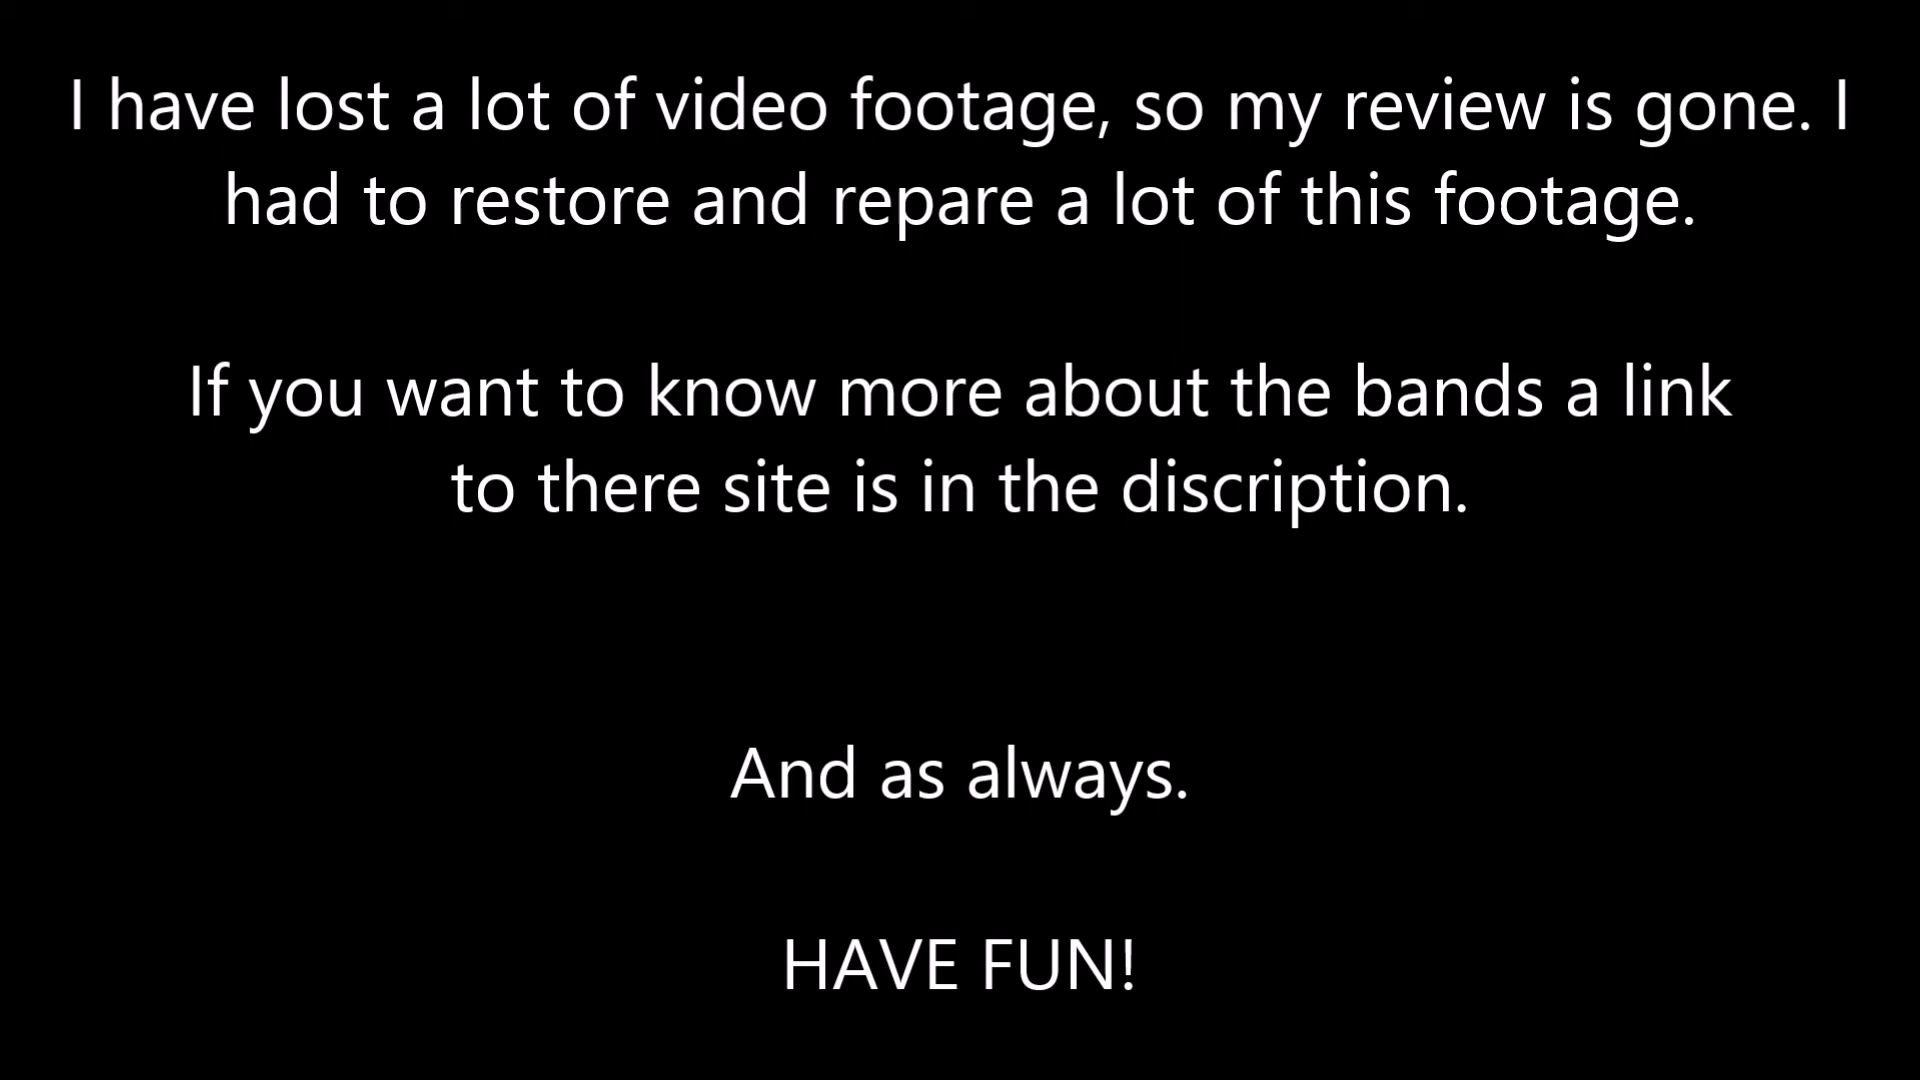 I have lost a lot of video footage, so my review is gone. I
had to restore and repare a lot of this footage.
If you want to know more about the bands a link
to there site is in the discription.
And as always.
HAVE FUN!